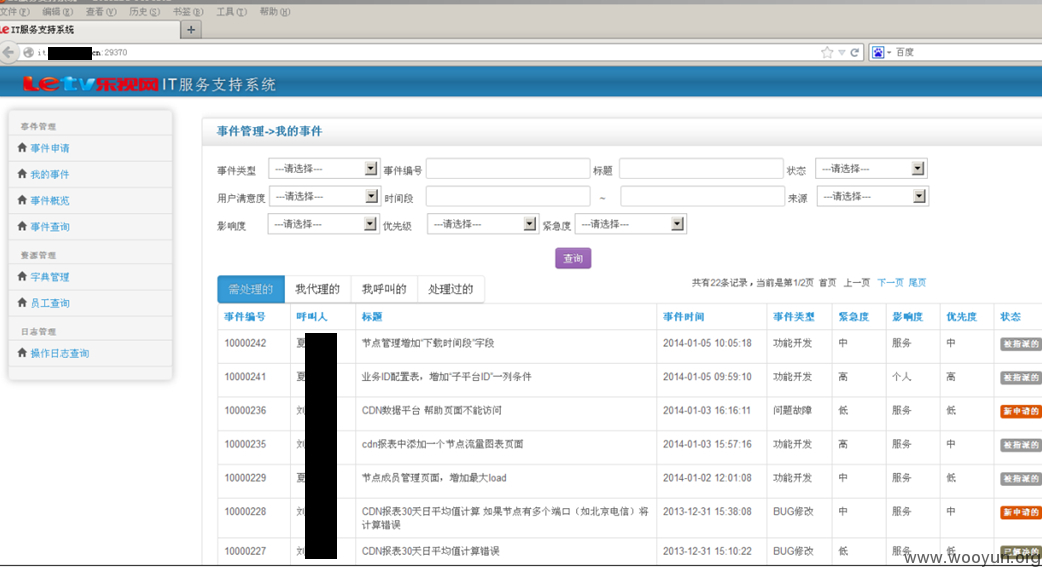 文件(F) 编辑(E) 查看(V) 历史(S) 书签(B) 工具(T) 帮助(H)
IT服务支持系统 +
it. en:29370 百度
Letv乐视网 IT服务支持系统
事件管理
事件申请
我的事件
事件概览
事件查询
资源管理
字典管理
员工查询
日志管理
操作日志查询
事件管理->我的事件
事件类型 ---请选择--- 事件编号 标题 状态 ---请选择---
用户满意度 ---请选择--- 时间段 ~ 来源 ---请选择---
影响度 ---请选择--- 优先级 ---请选择--- 紧急度 ---请选择---
查询
需处理的 我代理的 我呼叫的 处理过的
共有22条记录，当前是第1/2页 首页 上一页 下一页 尾页
事件编号 呼叫人 标题 事件时间 事件类型 紧急度 影响度 优先度 状态
10000242 夏 节点管理增加"下载时间段"字段 2014-01-05 10:05:18 功能开发 中 服务 中 被指派的
10000241 夏 业务ID配置表，增加"子平台ID"一列条件 2014-01-05 09:59:10 功能开发 高 个人 高 被指派的
10000236 刘 CDN数据平台 帮助页面不能访问 2014-01-03 16:16:11 问题故障 低 服务 低 新申请的
10000235 刘 cdn报表中添加一个节点流量图表页面 2014-01-03 15:57:16 功能开发 高 服务 中 被指派的
10000229 夏 节点成员管理页面，增加最大load 2014-01-02 12:01:08 功能开发 中 服务 低 被指派的
10000228 刘 CDN报表30天日平均值计算 如果节点有多个端口（如北京电信）将计算错误 2013-12-31 15:38:08 BUG修改 中 服务 中 新申请的
10000227 刘 CDN报表30天日平均值计算错误 2013-12-31 15:10:22 BUG修改 低 服务 低 已解决的
www.wooyun.org